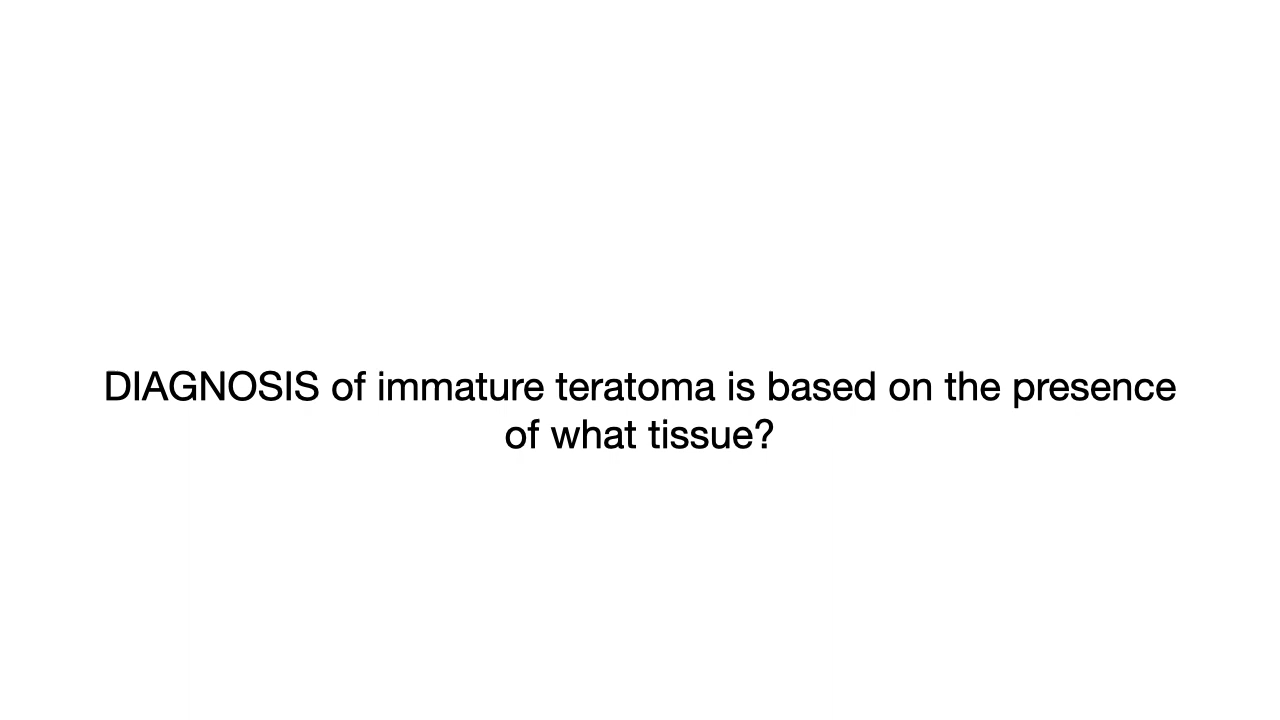 DIAGNOSIS of immature teratoma is based on the presence
of what tissue?